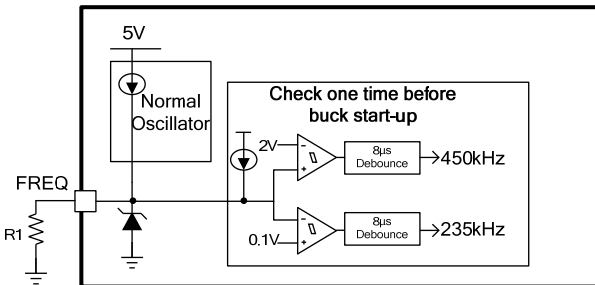 5V
Normal
Oscillator
Check one time before
buck start-up
2V
8µs
Debounce
450kHz
FREQ
R1
0.1V
8µs
Debounce
235kHz